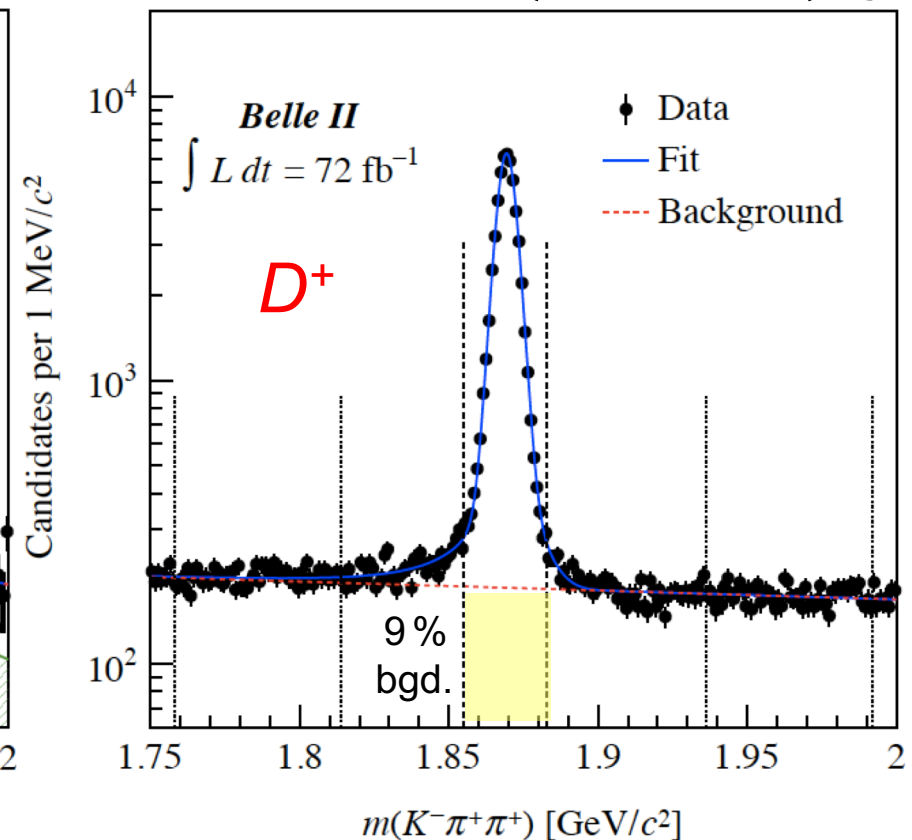 Candidates per 1 MeV/c²
10⁴
10³
10²
Belle II
∫ L dt = 72 fb⁻¹
Data
Fit
Background
D⁺
9 %
bgd.
2
1.75
1.8
1.85
1.9
1.95
2
m(K⁻π⁺π⁺) [GeV/c²]